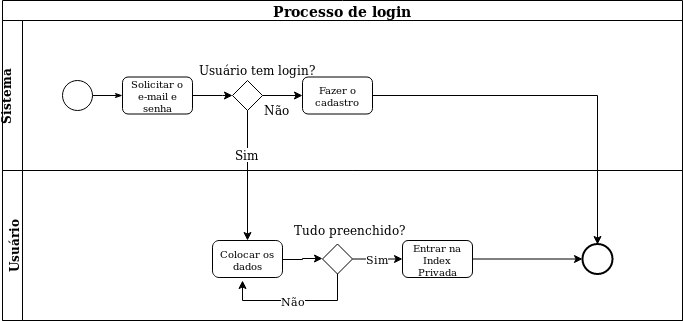 Processo de login
Sistema
Usuário tem login?
Solicitar o
e-mail e
senha
Não
Fazer o
cadastro
Sim
Usuário
Tudo preenchido?
Colocar os
dados
Sim
Entrar na
Index
Privada
Não